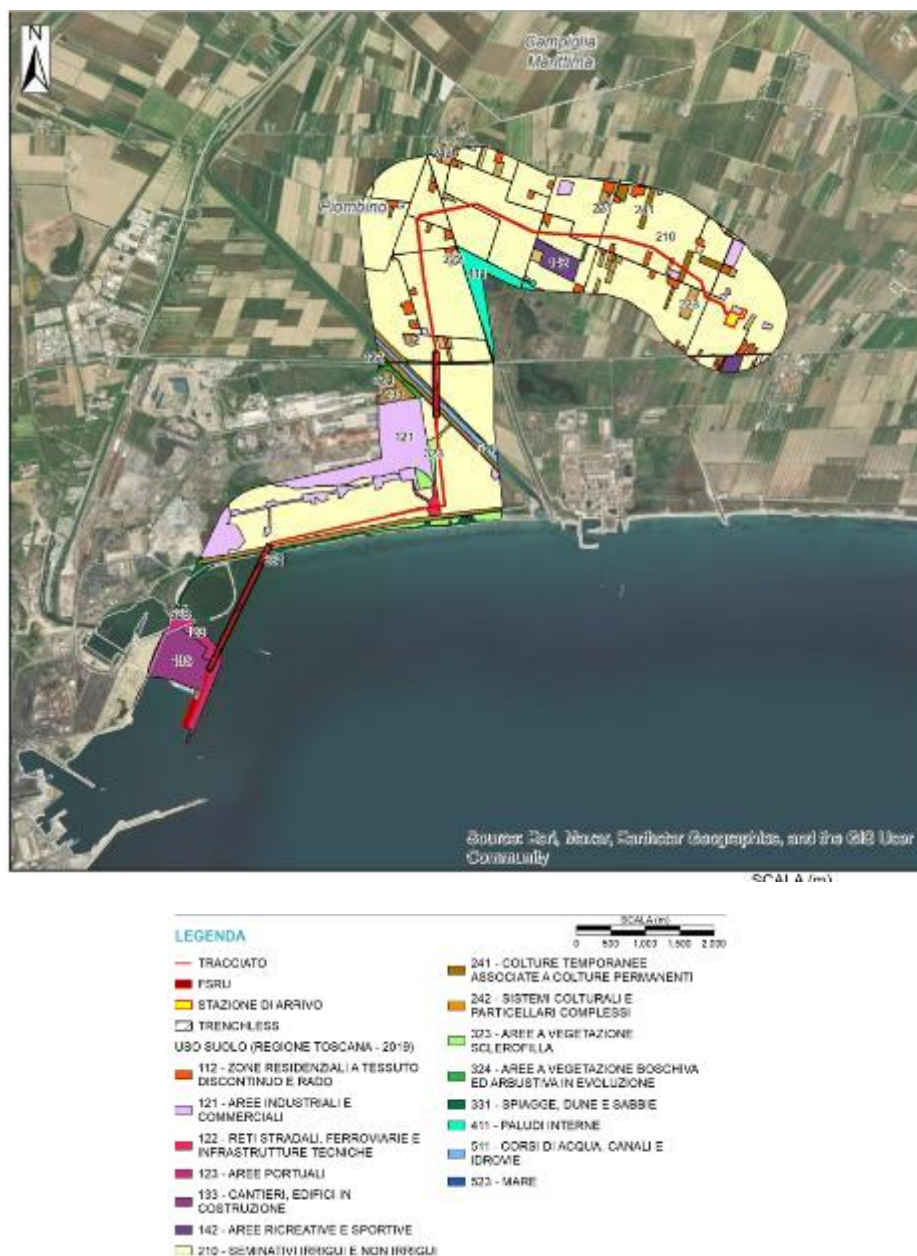 N
Campiglia
Marittima
Piombino
241
210
121
Source: Esri, Maxar, Earthstar Geographics, and the GIS User
Community
SCALA (m)
LEGENDA
SCALA (m)
0 500 1.000 1.500 2.000
TRACCIATO
FSRU
STAZIONE DI ARRIVO
TRENCHLESS
USO SUOLO (REGIONE TOSCANA - 2019)
112 - ZONE RESIDENZIALI A TESSUTO
DISCONTINUO E RADO
121 - AREE INDUSTRIALI E
COMMERCIALI
122 - RETI STRADALI, FERROVIARIE E
INFRASTRUTTURE TECNICHE
123 - AREE PORTUALI
133 - CANTIERI, EDIFICI IN
COSTRUZIONE
142 - AREE RICREATIVE E SPORTIVE
210 - SEMINATIVI IRRIGUI E NON IRRIGUI
241 - COLTURE TEMPORANEE
ASSOCIATE A COLTURE PERMANENTI
242 - SISTEMI COLTURALI E
PARTICELLARI COMPLESSI
323 - AREE A VEGETAZIONE
SCLEROFILLA
324 - AREE A VEGETAZIONE BOSCHIVA
ED ARBUSTIVA IN EVOLUZIONE
331 - SPIAGGE, DUNE E SABBIE
411 - PALUDI INTERNE
511 - CORSI DI ACQUA, CANALI E
IDROVIE
523 - MARE